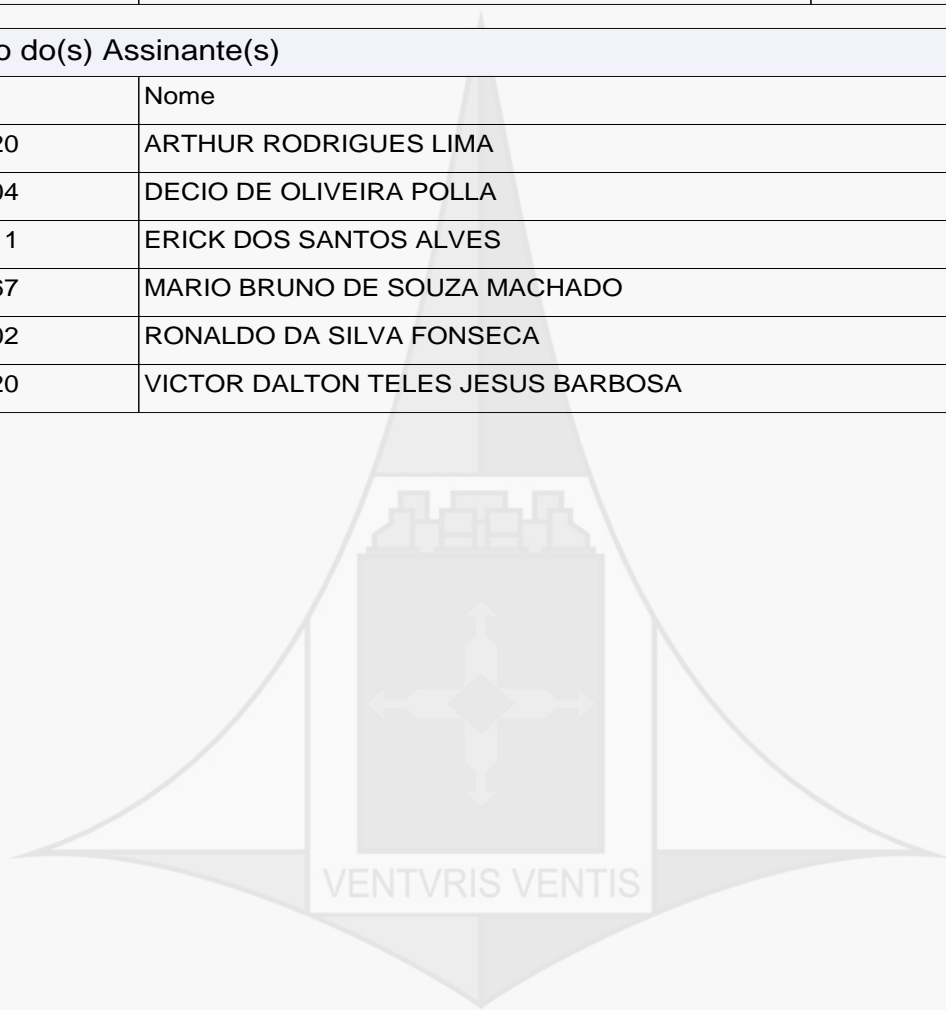 o do(s) Assinante(s)
Nome
20 ARTHUR RODRIGUES LIMA
04 DECIO DE OLIVEIRA POLLA
1 ERICK DOS SANTOS ALVES
67 MARIO BRUNO DE SOUZA MACHADO
02 RONALDO DA SILVA FONSECA
20 VICTOR DALTON TELES JESUS BARBOSA
VENTVRIS VENTIS